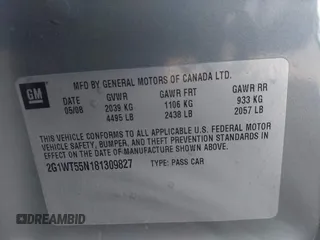 GM
MFD BY GENERAL MOTORS OF CANADA LTD.
DATE GVWR GAWR FRT GAWR RR
05/08 2039 KG 1106 KG 933 KG
4495 LB 2438 LB 2057 LB
THIS VEHICLE CONFORMS TO ALL APPLICABLE U.S. FEDERAL MOTOR
VEHICLE SAFETY, BUMPER, AND THEFT PREVENTION STANDARDS IN
EFFECT ON THE DATE OF MANUFACTURE SHOWN ABOVE.
2G1WT55N181309827 TYPE: PASS CAR
DREAMBID